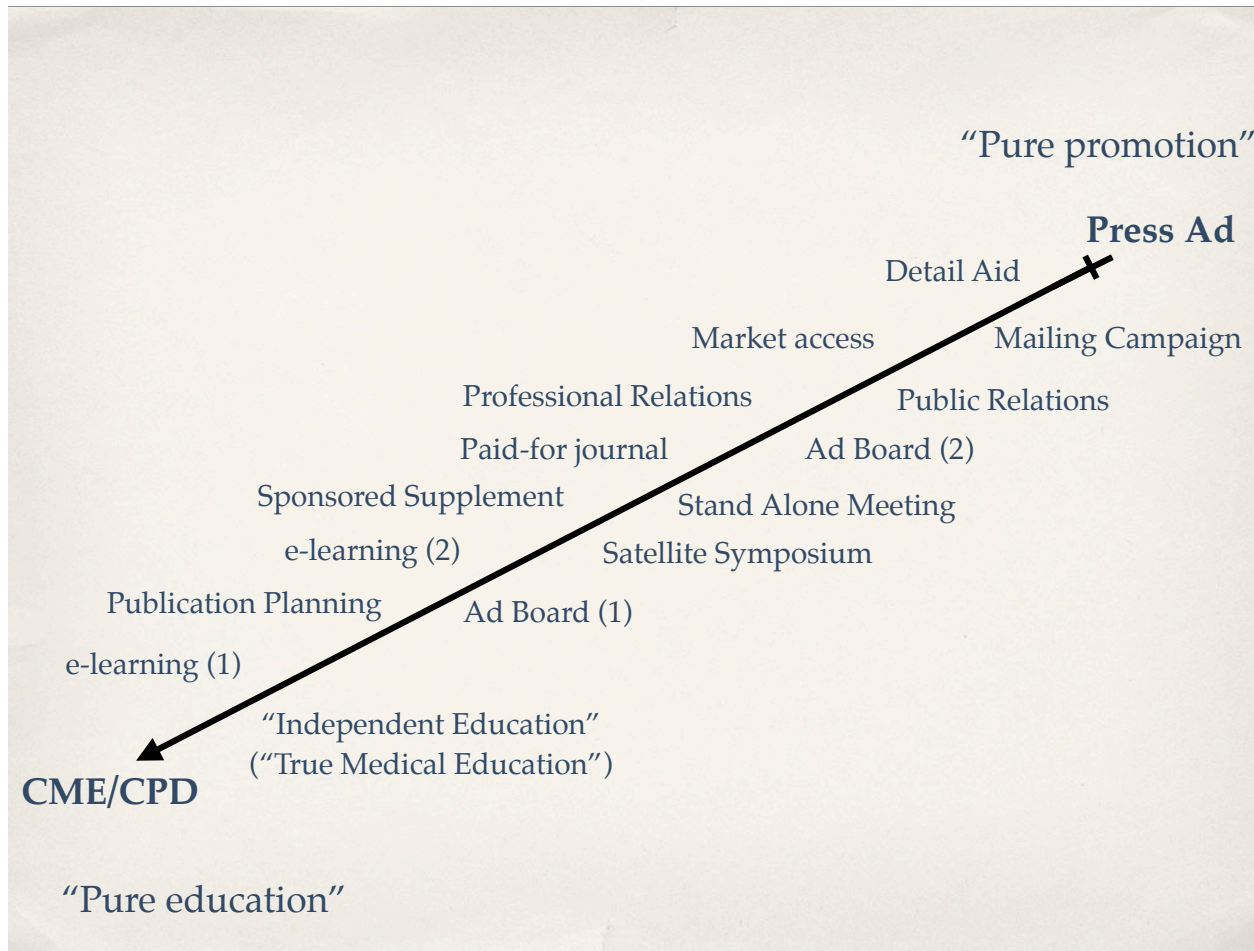 “Pure promotion”
Press Ad
Detail Aid
Market access
Mailing Campaign
Professional Relations
Public Relations
Paid-for journal
Ad Board (2)
Sponsored Supplement
Stand Alone Meeting
e-learning (2)
Satellite Symposium
Publication Planning
Ad Board (1)
e-learning (1)
“Independent Education”
(“True Medical Education”)
CME/CPD
“Pure education”